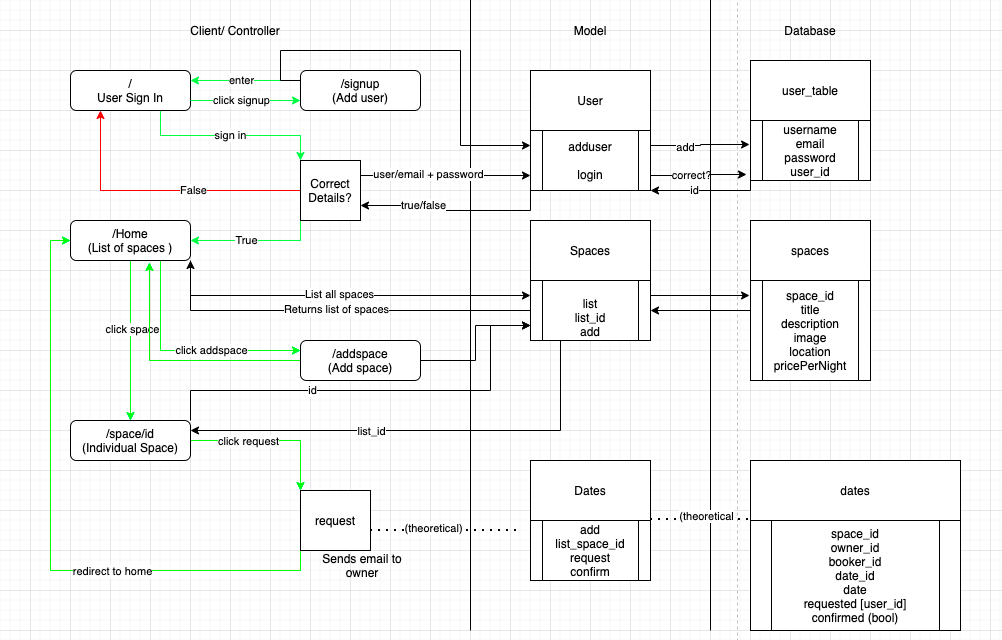 Client/ Controller
Model
Database
/
User Sign In
enter
click signup
/signup
(Add user)
User
user_table
sign in
adduser
login
add
correct?
id
username
email
password
user_id
Correct
Details?
user/email + password
true/false
False
True
/Home
(List of spaces )
Spaces
spaces
List all spaces
Returns list of spaces
list
list_id
add
space_id
title
description
image
location
pricePerNight
click space
click addspace
/addspace
(Add space)
id
list_id
/space/id
(Individual Space)
click request
request
Sends email to
owner
redirect to home
(theoretical)
Dates
add
list_space_id
request
confirm
(theoretical
dates
space_id
owner_id
booker_id
date_id
date
requested [user_id]
confirmed (bool)